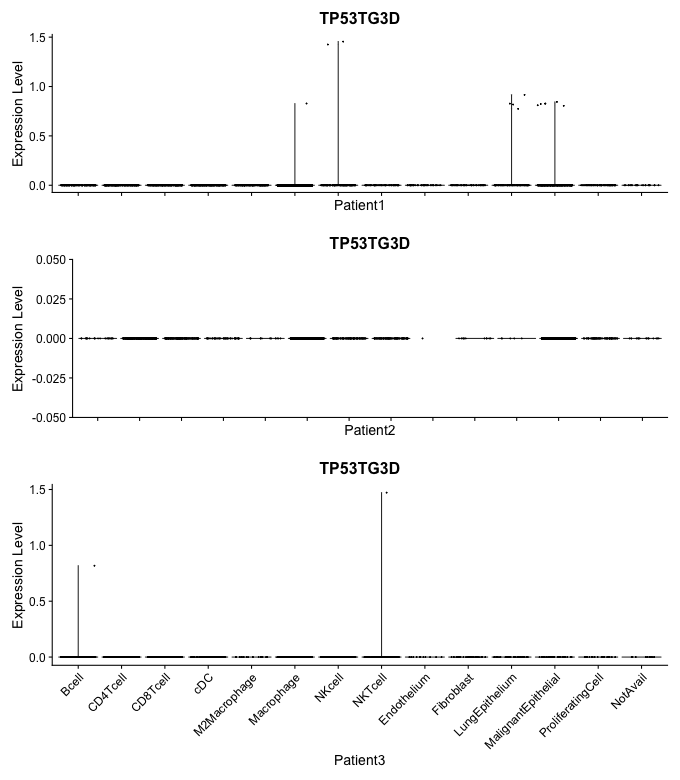 TP53TG3D
Expression Level
1.5
1.0
0.5
0.0
Patient1
TP53TG3D
Expression Level
0.050
0.025
0.000
-0.025
-0.050
Patient2
TP53TG3D
Expression Level
1.5
1.0
0.5
0.0
Bcell
CD4Tcell
CD8Tcell
cDC
M2Macrophage
Macrophage
NKcell
NKTcell
Endothelium
Fibroblast
LungEpithelium
MalignantEpithelial
ProliferatingCell
NotAvail
Patient3